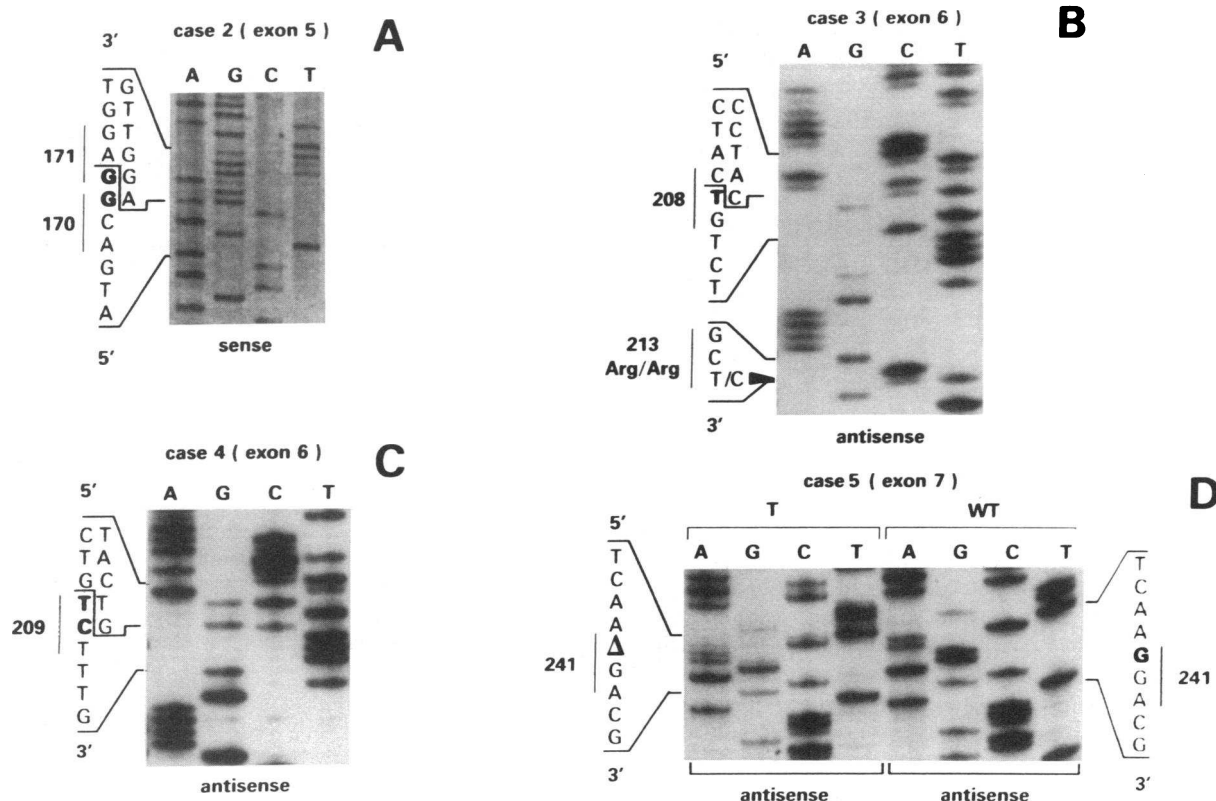 case 2 ( exon 5 )
A
3'
A G C T
T G
G T
G T
171
A G
G G
G A
170
C
A
G
T
A
5'
sense
case 3 ( exon 6 )
B
5'
A G C T
C C
T C
A T
C A
208
T C
G
T
C
T
213
Arg/Arg
G
C
T/C
3'
antisense
case 4 ( exon 6 )
C
5'
A G C T
C T
T A
G C
209
T T
C G
T
T
T
G
3'
antisense
case 5 ( exon 7 )
D
T WT
5'
A G C T A G C T
T
C
A
A
241
Δ
G
A
C
G
3'
T
C
A
A
G
241
G
A
C
G
3'
antisense antisense